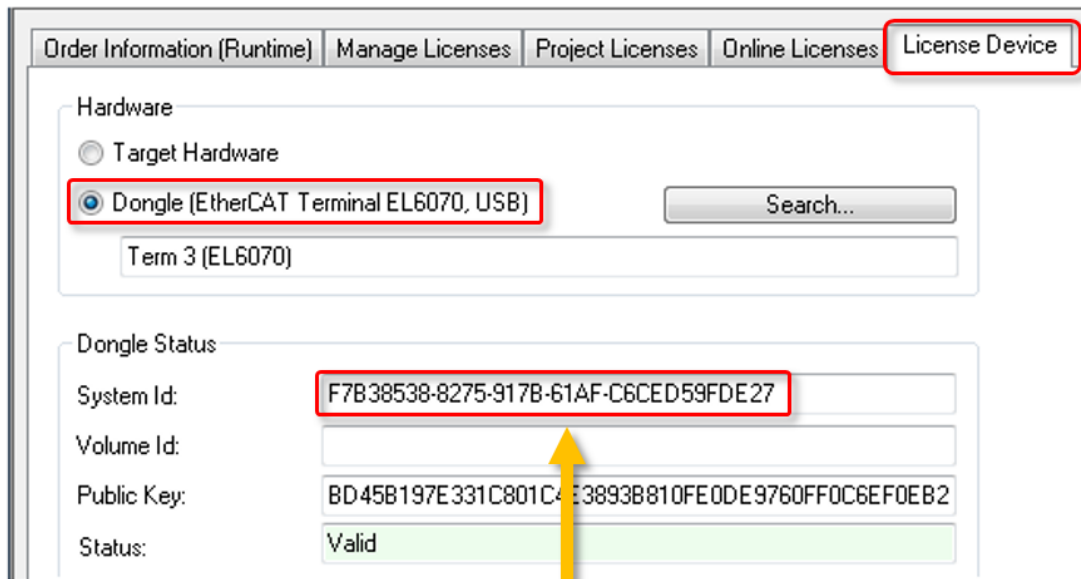 Order Information (Runtime) Manage Licenses Project Licenses Online Licenses License Device
Hardware
Target Hardware
Dongle (EtherCAT Terminal EL6070, USB) Search...
Term 3 (EL6070)
Dongle Status
System Id: F7B38538-8275-917B-61AF-C6CED59FDE27
Volume Id:
Public Key:
Status: Valid